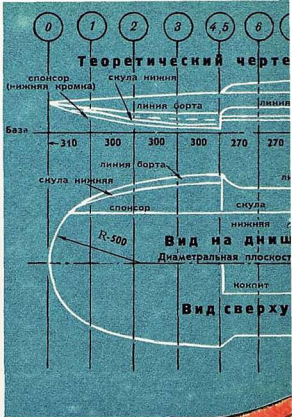 0 1 2 3 4,5 6
Теоретический черте
спонсор
(нижняя кромка)
скула нижня
линия борта
линия
База
310 300 300 300 270 270
линия борта
скула нижняя
спонсор
скула
нижняя
R-500
Вид на днищ
Диаметральная плоскост
кокпит
Вид сверху